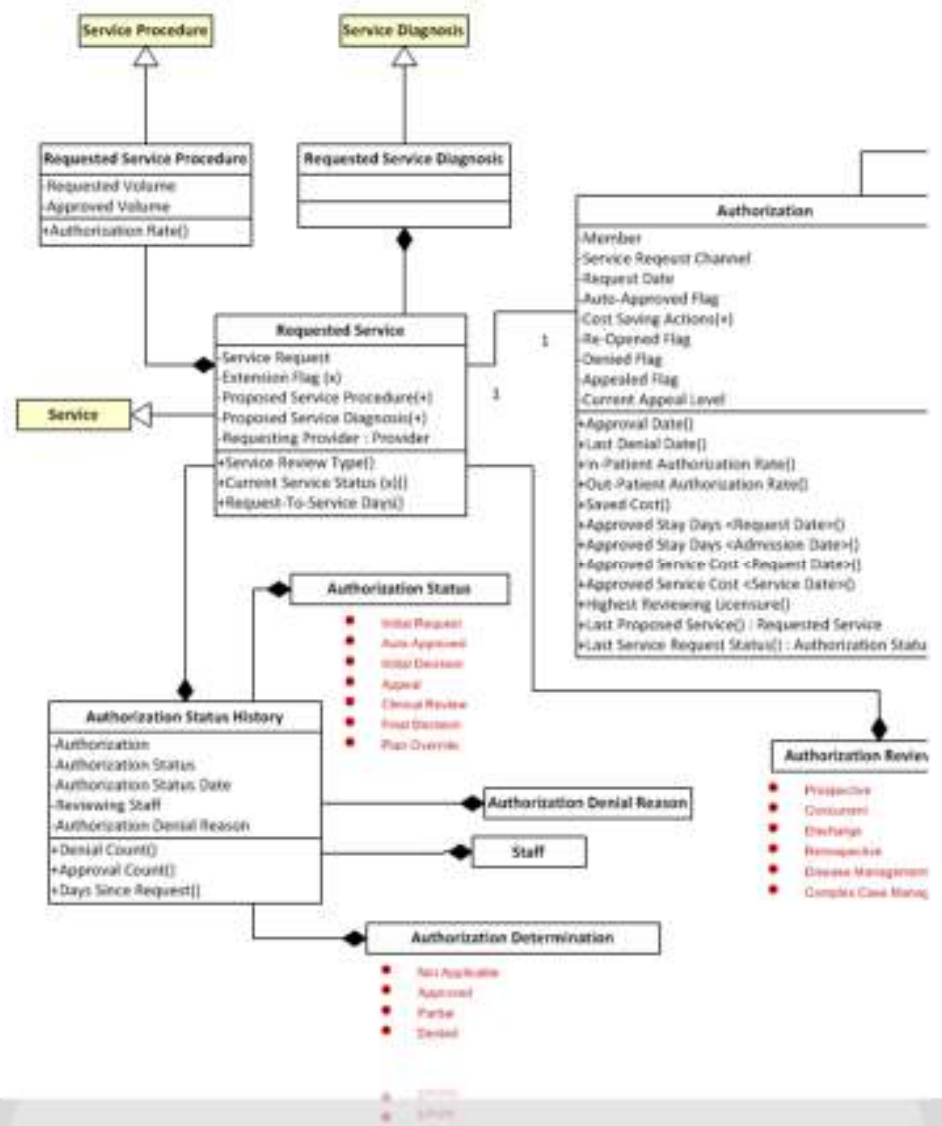 Service Procedure
Service Diagnosis
Requested Service Procedure
-Requested Volume
-Approved Volume
+Authorization Rate()
Requested Service Diagnosis
Authorization
-Member
-Service Reqeust Channel
-Request Date
-Auto-Approved Flag
-Cost Saving Actions(+)
-Re-Opened Flag
-Denied Flag
-Appealed Flag
-Current Appeal Level
+Approval Date()
+Last Denial Date()
+In-Patient Authorization Rate()
+Out-Patient Authorization Rate()
+Saved Cost()
+Approved Stay Days <Request Date>()
+Approved Stay Days <Admission Date>()
+Approved Service Cost <Request Date>()
+Approved Service Cost <Service Date>()
+Highest Reviewing Licensure()
+Last Proposed Service() : Requested Service
+Last Service Request Status() : Authorization Statu
1
1
Requested Service
-Service Request
-Extension Flag (x)
-Proposed Service Procedure(+)
-Proposed Service Diagnosis(+)
-Requesting Provider : Provider
+Service Review Type()
+Current Service Status (x)()
+Request-To-Service Days()
Service
Authorization Status
Initial Request
Auto Approved
Initial Decision
Appeal
Clinical Review
Final Decision
Plan Override
Authorization Status History
-Authorization
-Authorization Status
-Authorization Status Date
-Reviewing Staff
-Authorization Denial Reason
+Denial Count()
+Approval Count()
+Days Since Request()
Authorization Denial Reason
Staff
Authorization Review
Prospective
Concurrent
Discharge
Retrospective
Disease Management
Complex Case Manag
Authorization Determination
Not Applicable
Approved
Partial
Denied